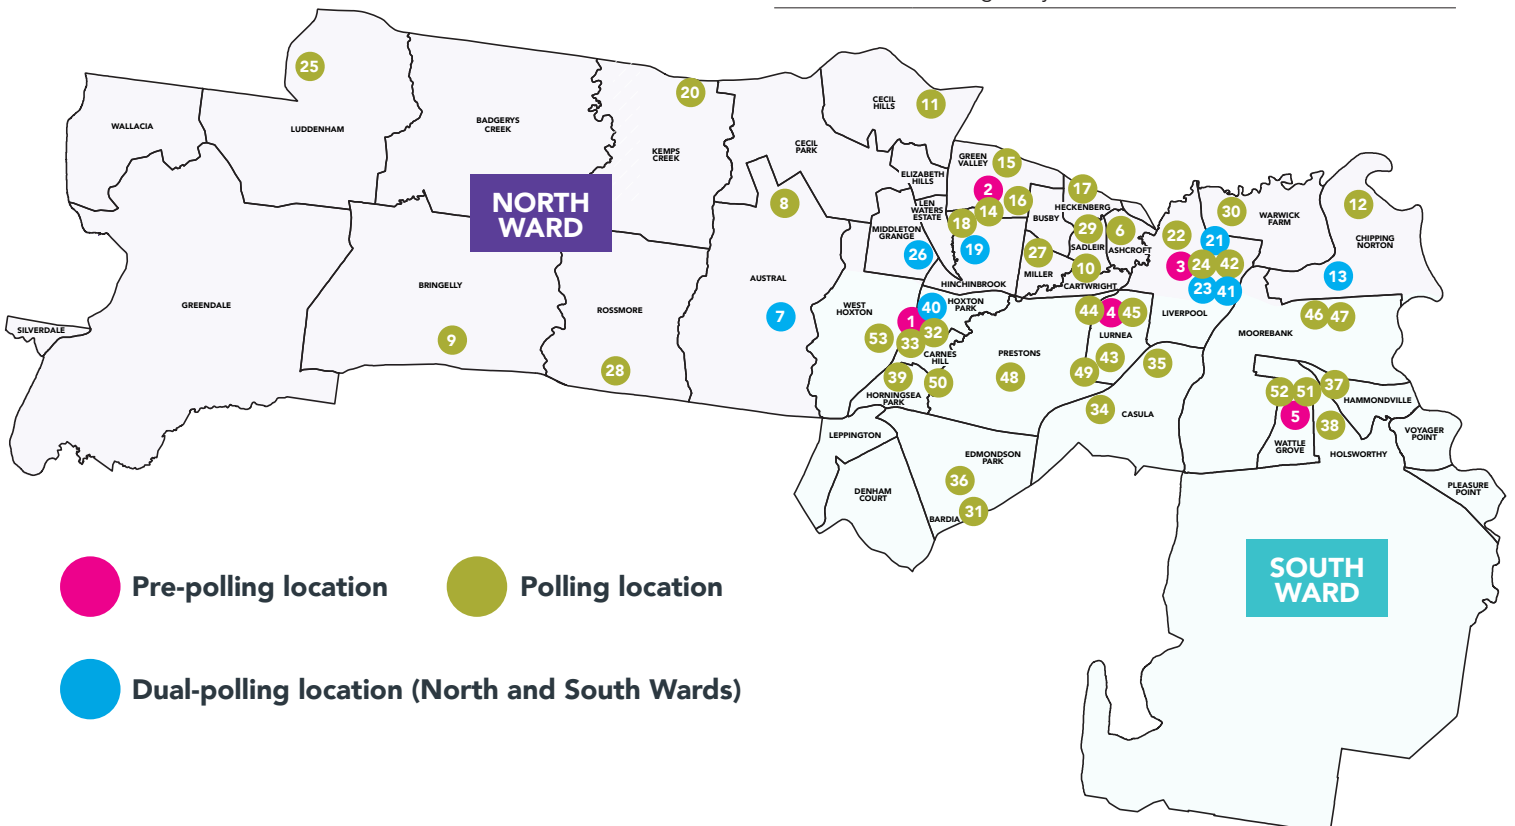 25
20
11
CECIL
HILLS
WALLACIA
LUDDENHAM
BADGERYS
CREEK
KEMPS
CREEK
CECIL
PARK
GREEN
VALLEY
15
ELIZABETH
HILLS
2
16
17
HECKENBERG
NORTH
WARD
8
LEN
WATERS
ESTATE
14
18
BUSBY
29
6
SADLEIR
ASHCROFT
30
WARWICK
FARM
12
CHIPPING
NORTON
MIDDLETON
GRANGE
26
19
27
MILLER
10
CARTWRIGHT
22
21
3
24
42
23
41
13
HINCHINBROOK
AUSTRAL
7
BRINGELLY
GREENDALE
ROSSMORE
SILVERDALE
9
28
WEST
HOXTON
40
HOXTON
PARK
1
32
53
33
CARNES
HILL
44
4
45
LURNEA
LIVERPOOL
MOOREBANK
46
47
PRESTONS
48
43
49
35
39
50
HORNINGSEA
PARK
34
CASULA
52
51
37
HAMMONDVILLE
5
38
WATTLE
GROVE
HOLSWORTHY
VOYAGER
POINT
PLEASURE
POINT
LEPPINGTON
DENHAM
COURT
EDMONDSON
PARK
36
BARDIA
31
SOUTH
WARD
Pre-polling location
Polling location
Dual-polling location (North and South Wards)